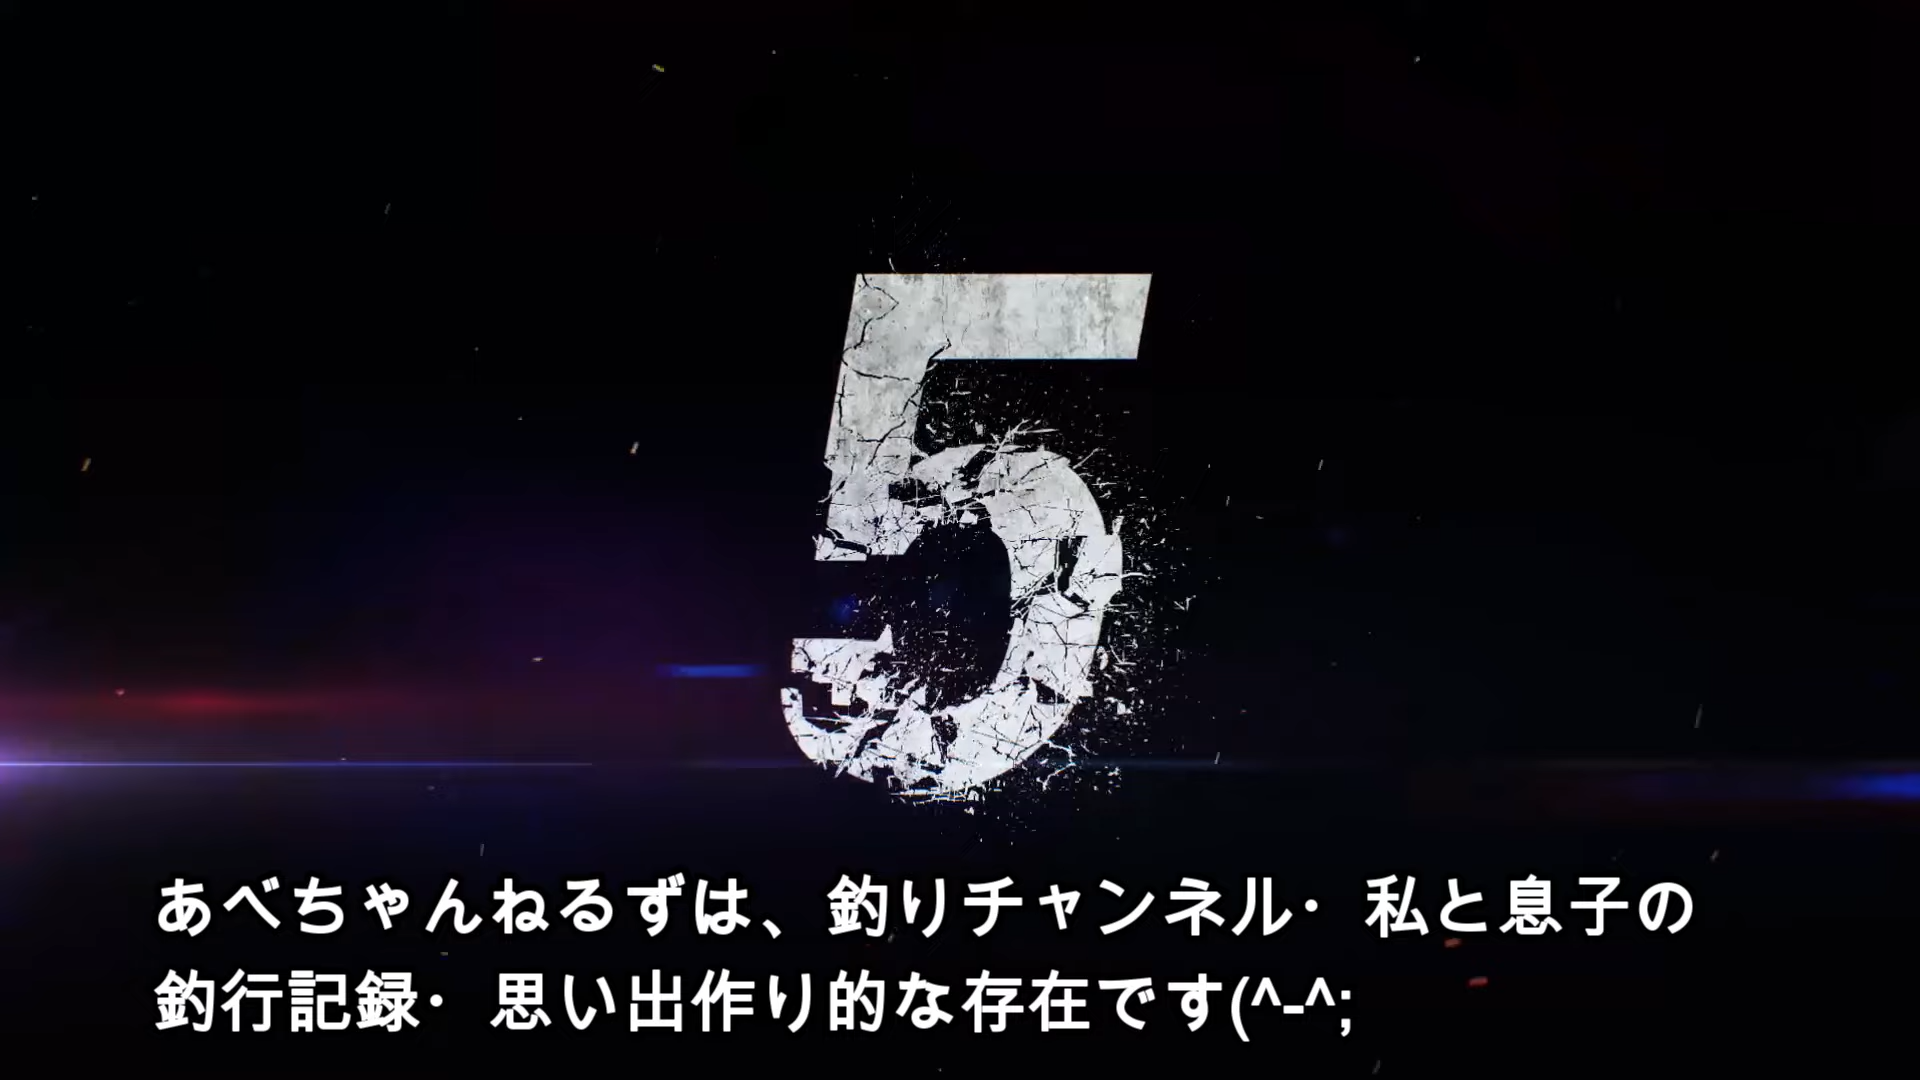 5
あべちゃんねるずは、釣りチャンネル・私と息子の
釣行記録・思い出作り的な存在です(^-^;